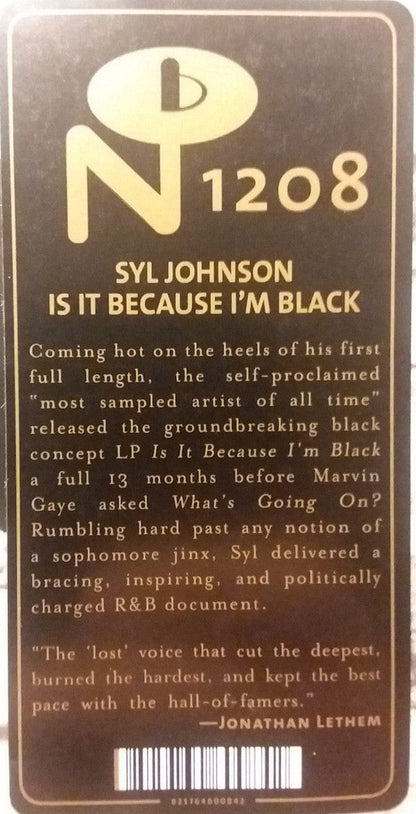 N 1208
SYL JOHNSON
IS IT BECAUSE I'M BLACK
Coming hot on the heels of his first
full length, the self-proclaimed
"most sampled artist of all time"
released the groundbreaking black
concept LP Is It Because I'm Black
a full 13 months before Marvin
Gaye asked What's Going On?
Rumbling hard past any notion of
a sophomore jinx, Syl delivered a
bracing, inspiring, and politically
charged R&B document.
"The 'lost' voice that cut the deepest,
burned the hardest, and kept the best
pace with the hall-of-famers."
—JONATHAN LETHEM